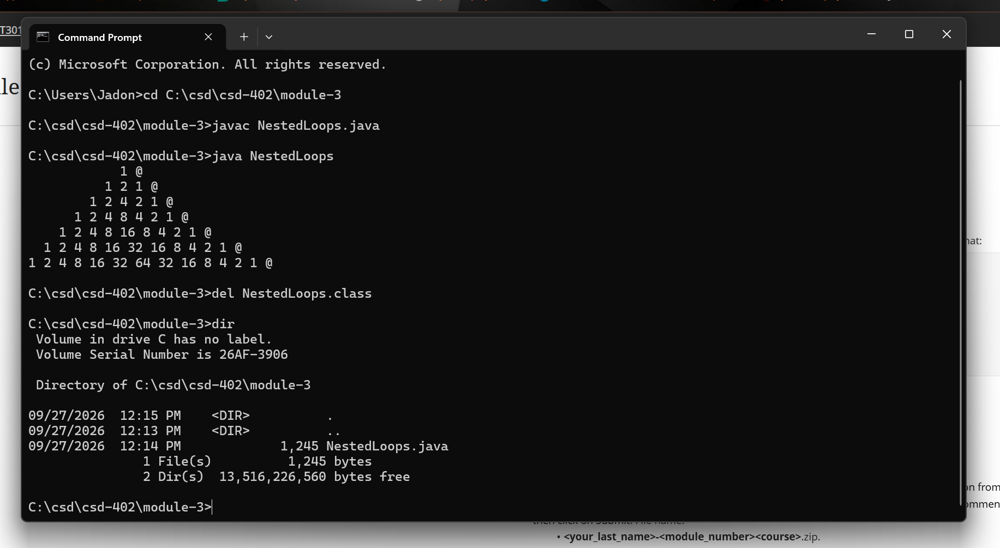 T301
Command Prompt
(c) Microsoft Corporation. All rights reserved.
C:\Users\Jadon>cd C:\csd\csd-402\module-3
C:\csd\csd-402\module-3>javac NestedLoops.java
C:\csd\csd-402\module-3>java NestedLoops
            1 @
          1 2 1 @
        1 2 4 2 1 @
      1 2 4 8 4 2 1 @
    1 2 4 8 16 8 4 2 1 @
  1 2 4 8 16 32 16 8 4 2 1 @
1 2 4 8 16 32 64 32 16 8 4 2 1 @
C:\csd\csd-402\module-3>del NestedLoops.class
C:\csd\csd-402\module-3>dir
 Volume in drive C has no label.
 Volume Serial Number is 26AF-3906
 Directory of C:\csd\csd-402\module-3
09/27/2026  12:15 PM    <DIR>          .
09/27/2026  12:13 PM    <DIR>          ..
09/27/2026  12:14 PM             1,245 NestedLoops.java
               1 File(s)          1,245 bytes
               2 Dir(s)  13,516,226,560 bytes free
C:\csd\csd-402\module-3>
hat:
on from
ommen
then click on Submit. File name:
• <your_last_name>-<module_number><course>.zip.